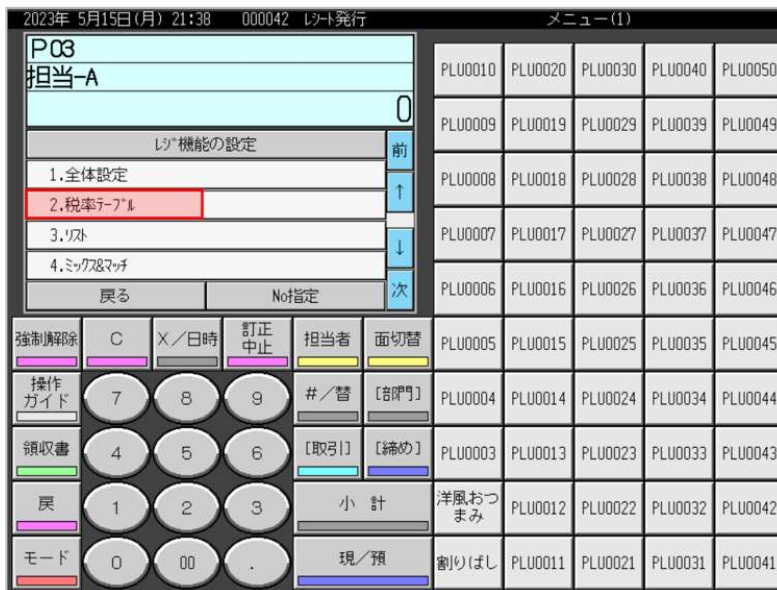 2023年 5月15日(月) 21:38 000042 ﾚｼｰﾄ発行 メニュー(1)
P03
担当-A
0
ﾚｼﾞ機能の設定
前
1.全体設定
↑
2.税率ﾃｰﾌﾞﾙ
3.ﾘｽﾄ
↓
4.ﾐｯｸｽ&ﾏｯﾁ
戻る No指定 次
強制解除 C X／日時 訂正中止 担当者 面切替
操作ガイド 7 8 9 #／替 [部門]
領収書 4 5 6 [取引] [締め]
戻 1 2 3 小 計
モード 0 00 . 現／預
PLU0010 PLU0020 PLU0030 PLU0040 PLU0050
PLU0009 PLU0019 PLU0029 PLU0039 PLU0049
PLU0008 PLU0018 PLU0028 PLU0038 PLU0048
PLU0007 PLU0017 PLU0027 PLU0037 PLU0047
PLU0006 PLU0016 PLU0026 PLU0036 PLU0046
PLU0005 PLU0015 PLU0025 PLU0035 PLU0045
PLU0004 PLU0014 PLU0024 PLU0034 PLU0044
PLU0003 PLU0013 PLU0023 PLU0033 PLU0043
洋風おつまみ PLU0012 PLU0022 PLU0032 PLU0042
割りばし PLU0011 PLU0021 PLU0031 PLU0041